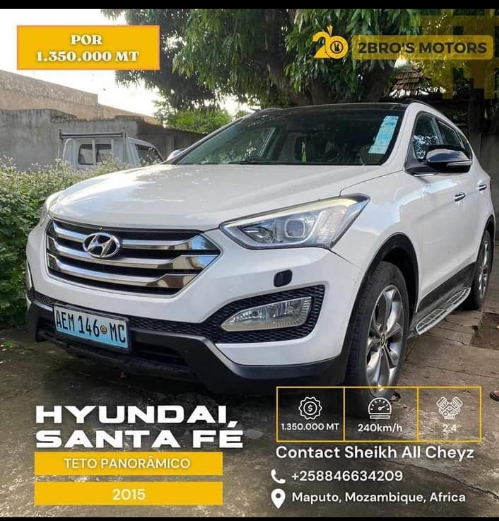 POR
1.350.000 MT
2BRO'S MOTORS
AEM 146 MC
HYUNDAI,
SANTA FÉ
TETO PANORÂMICO
2015
1.350.000 MT
240km/h
2.4
Contact Sheikh All Cheyz
+258846634209
Maputo, Mozambique, Africa